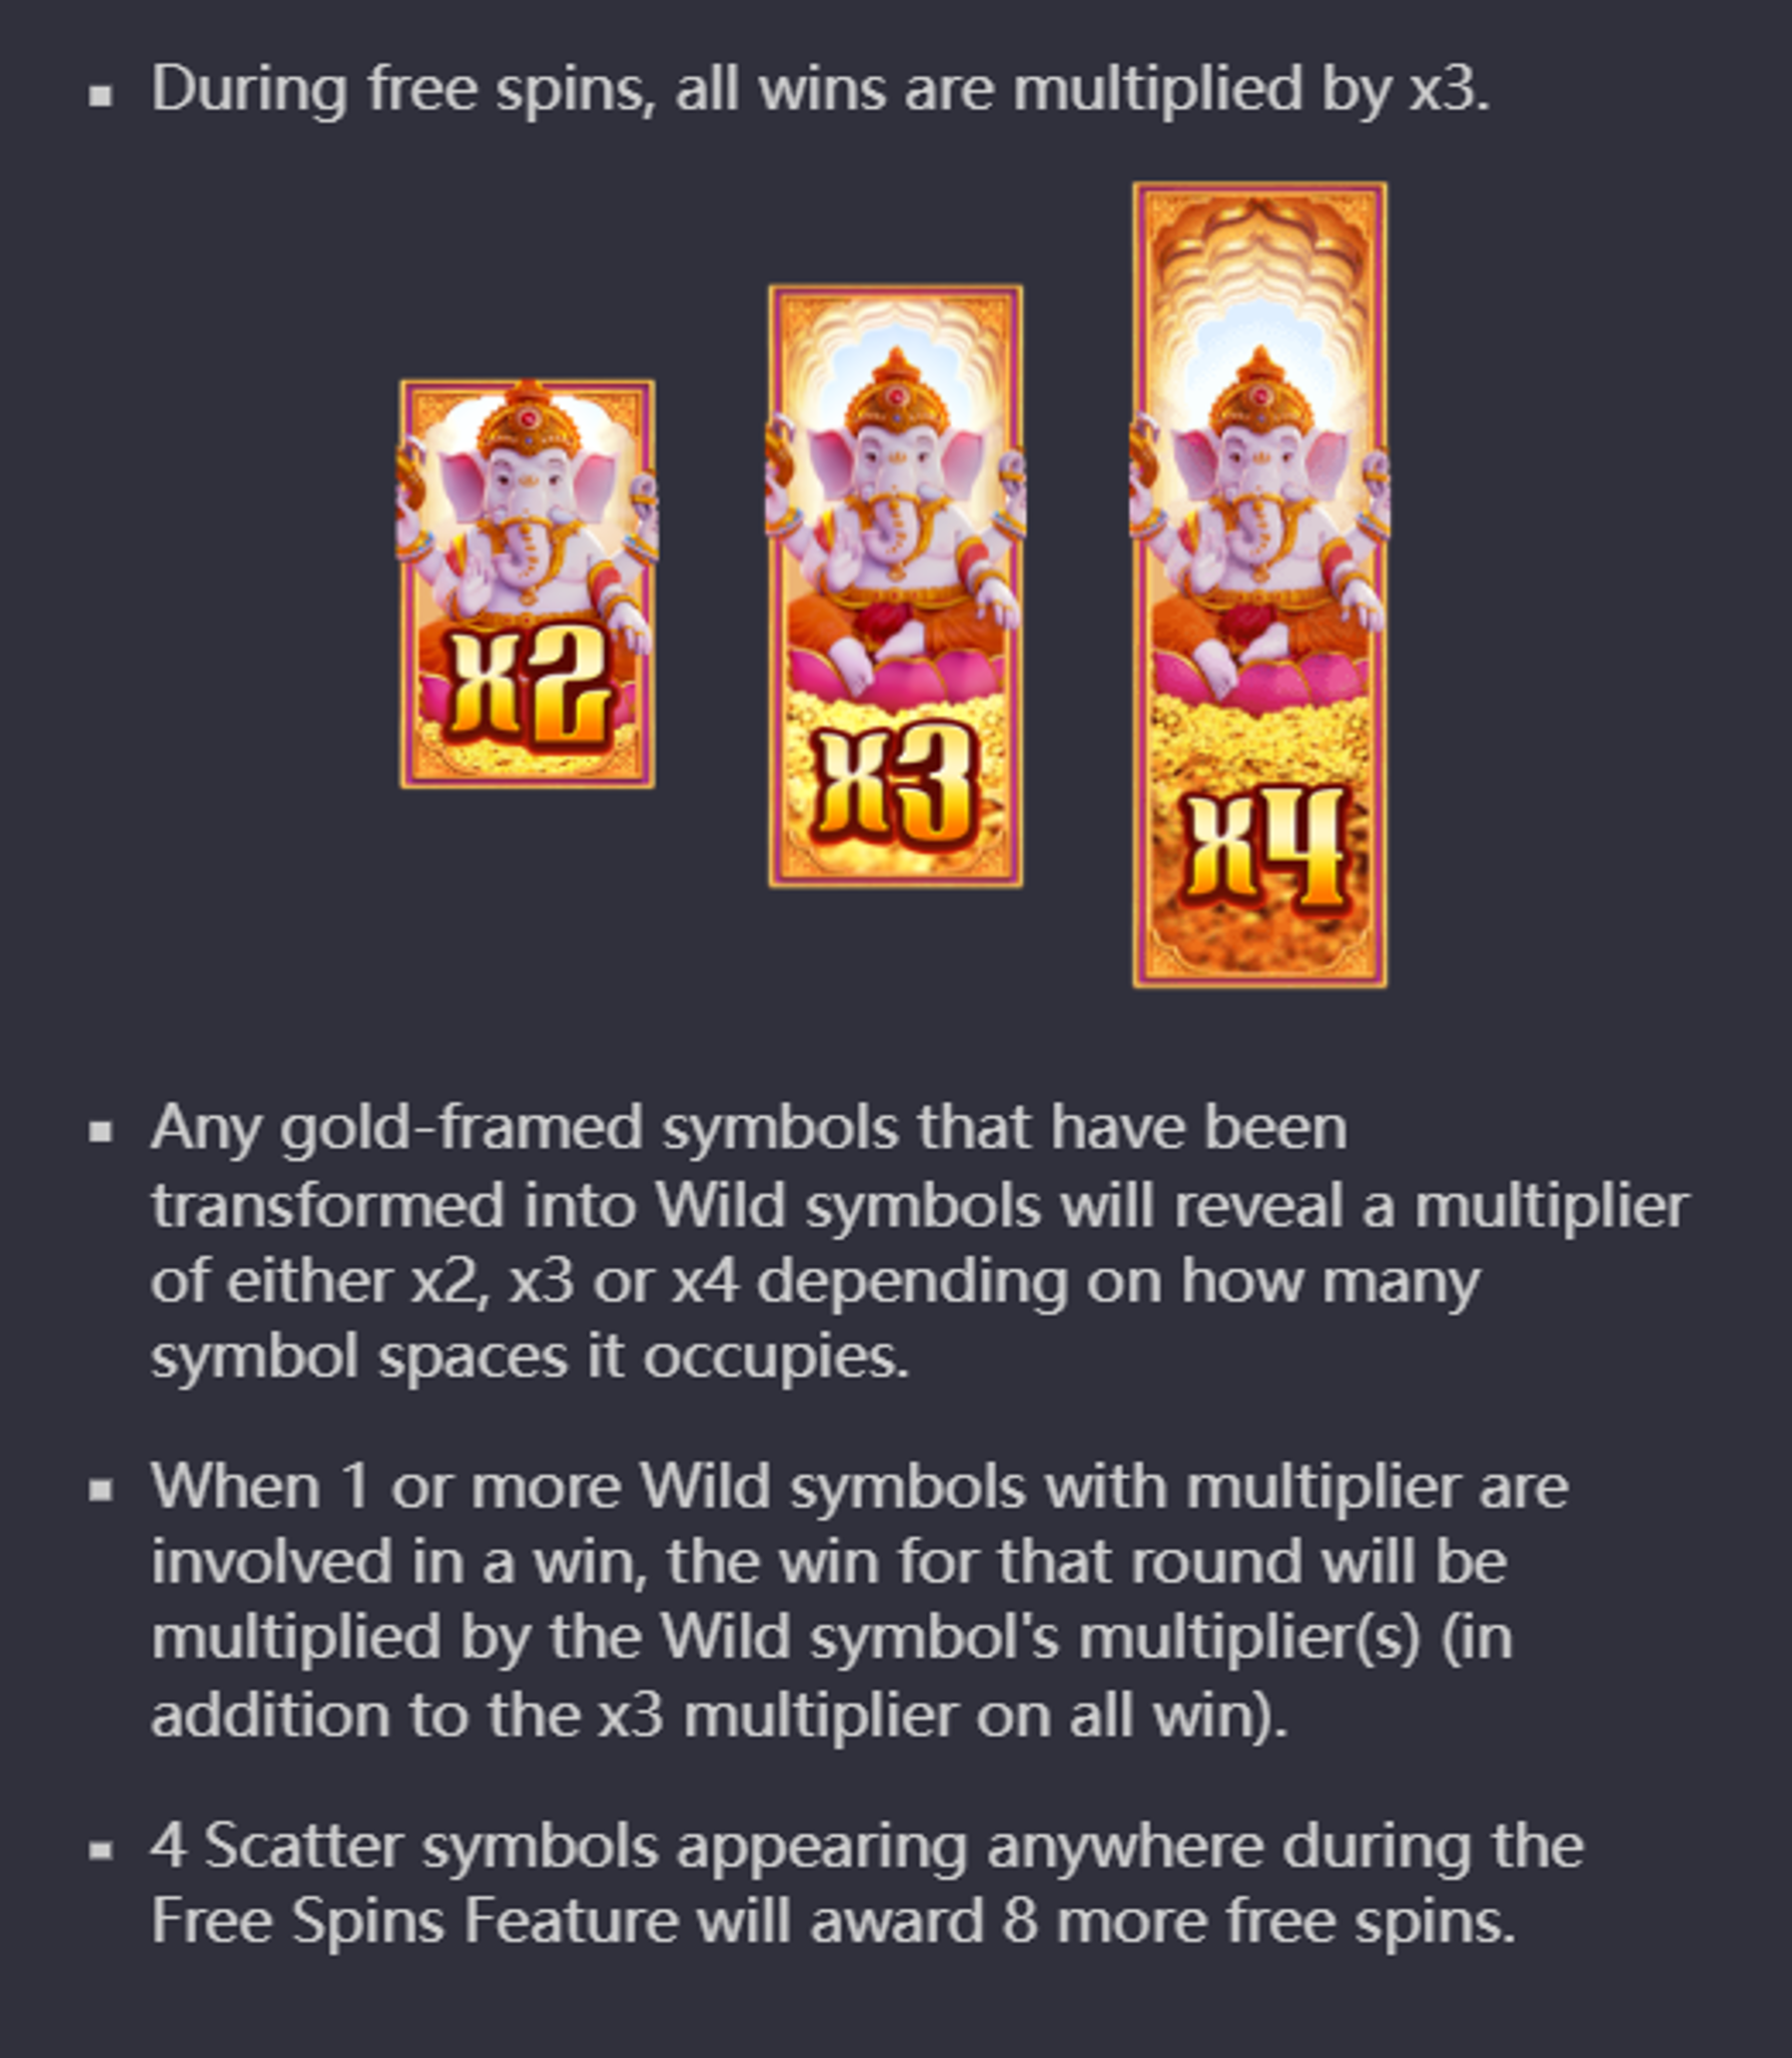 ▪ During free spins, all wins are multiplied by x3.
x2
x3
x4
▪ Any gold-framed symbols that have been
transformed into Wild symbols will reveal a multiplier
of either x2, x3 or x4 depending on how many
symbol spaces it occupies.
▪ When 1 or more Wild symbols with multiplier are
involved in a win, the win for that round will be
multiplied by the Wild symbol's multiplier(s) (in
addition to the x3 multiplier on all win).
▪ 4 Scatter symbols appearing anywhere during the
Free Spins Feature will award 8 more free spins.